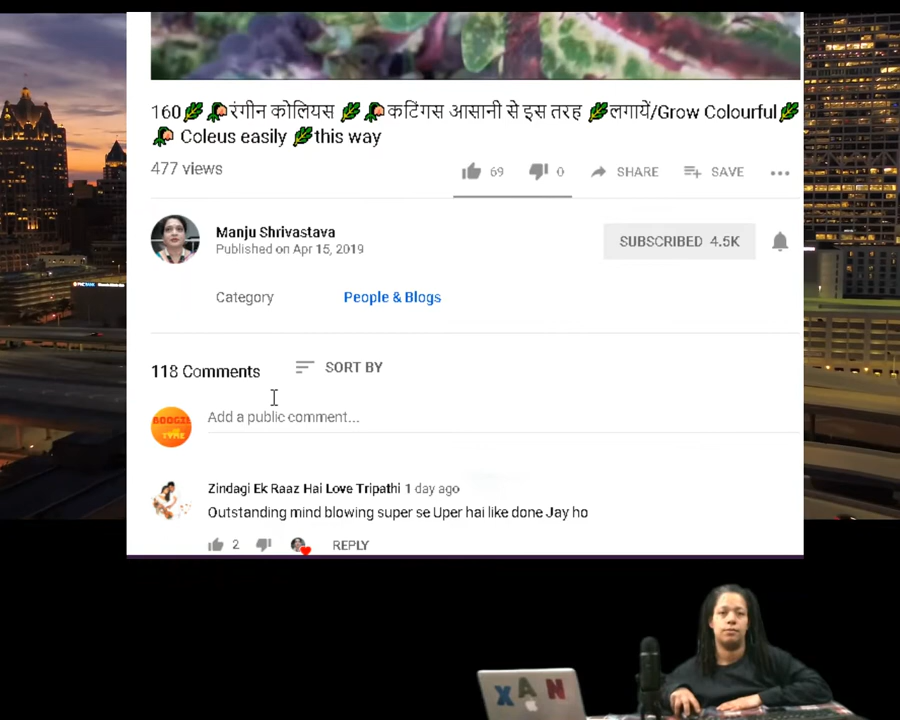 160🌿🥀रंगीन कोलियस 🌿🥀कटिंगस आसानी से इस तरह 🌿लगायें/Grow Colourful🌿
🥀 Coleus easily 🌿this way
477 views
69 0 SHARE SAVE
Manju Shrivastava
Published on Apr 15, 2019
SUBSCRIBED 4.5K
Category People & Blogs
118 Comments SORT BY
BOOGIE
TYME
Add a public comment...
Zindagi Ek Raaz Hai Love Tripathi 1 day ago
Outstanding mind blowing super se Uper hai like done Jay ho
2 REPLY
XAN